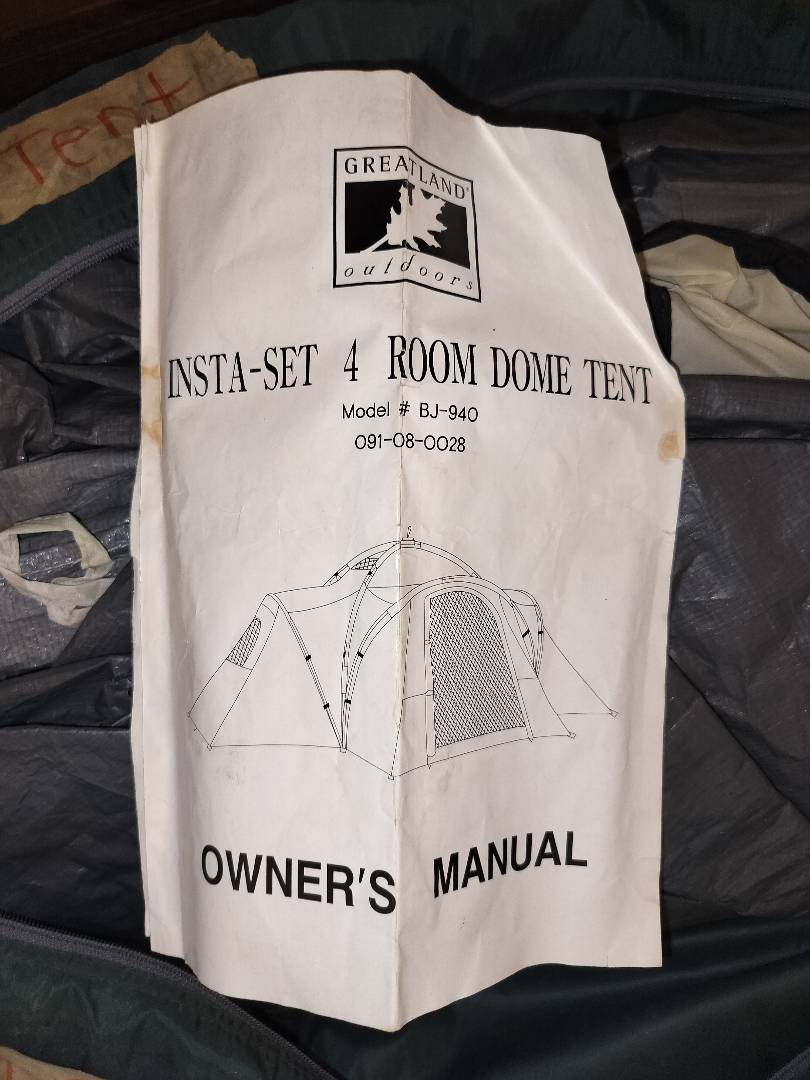 Tent
GREATLAND®
outdoors
INSTA-SET 4 ROOM DOME TENT
Model # BJ-940
091-08-0028
OWNER'S MANUAL